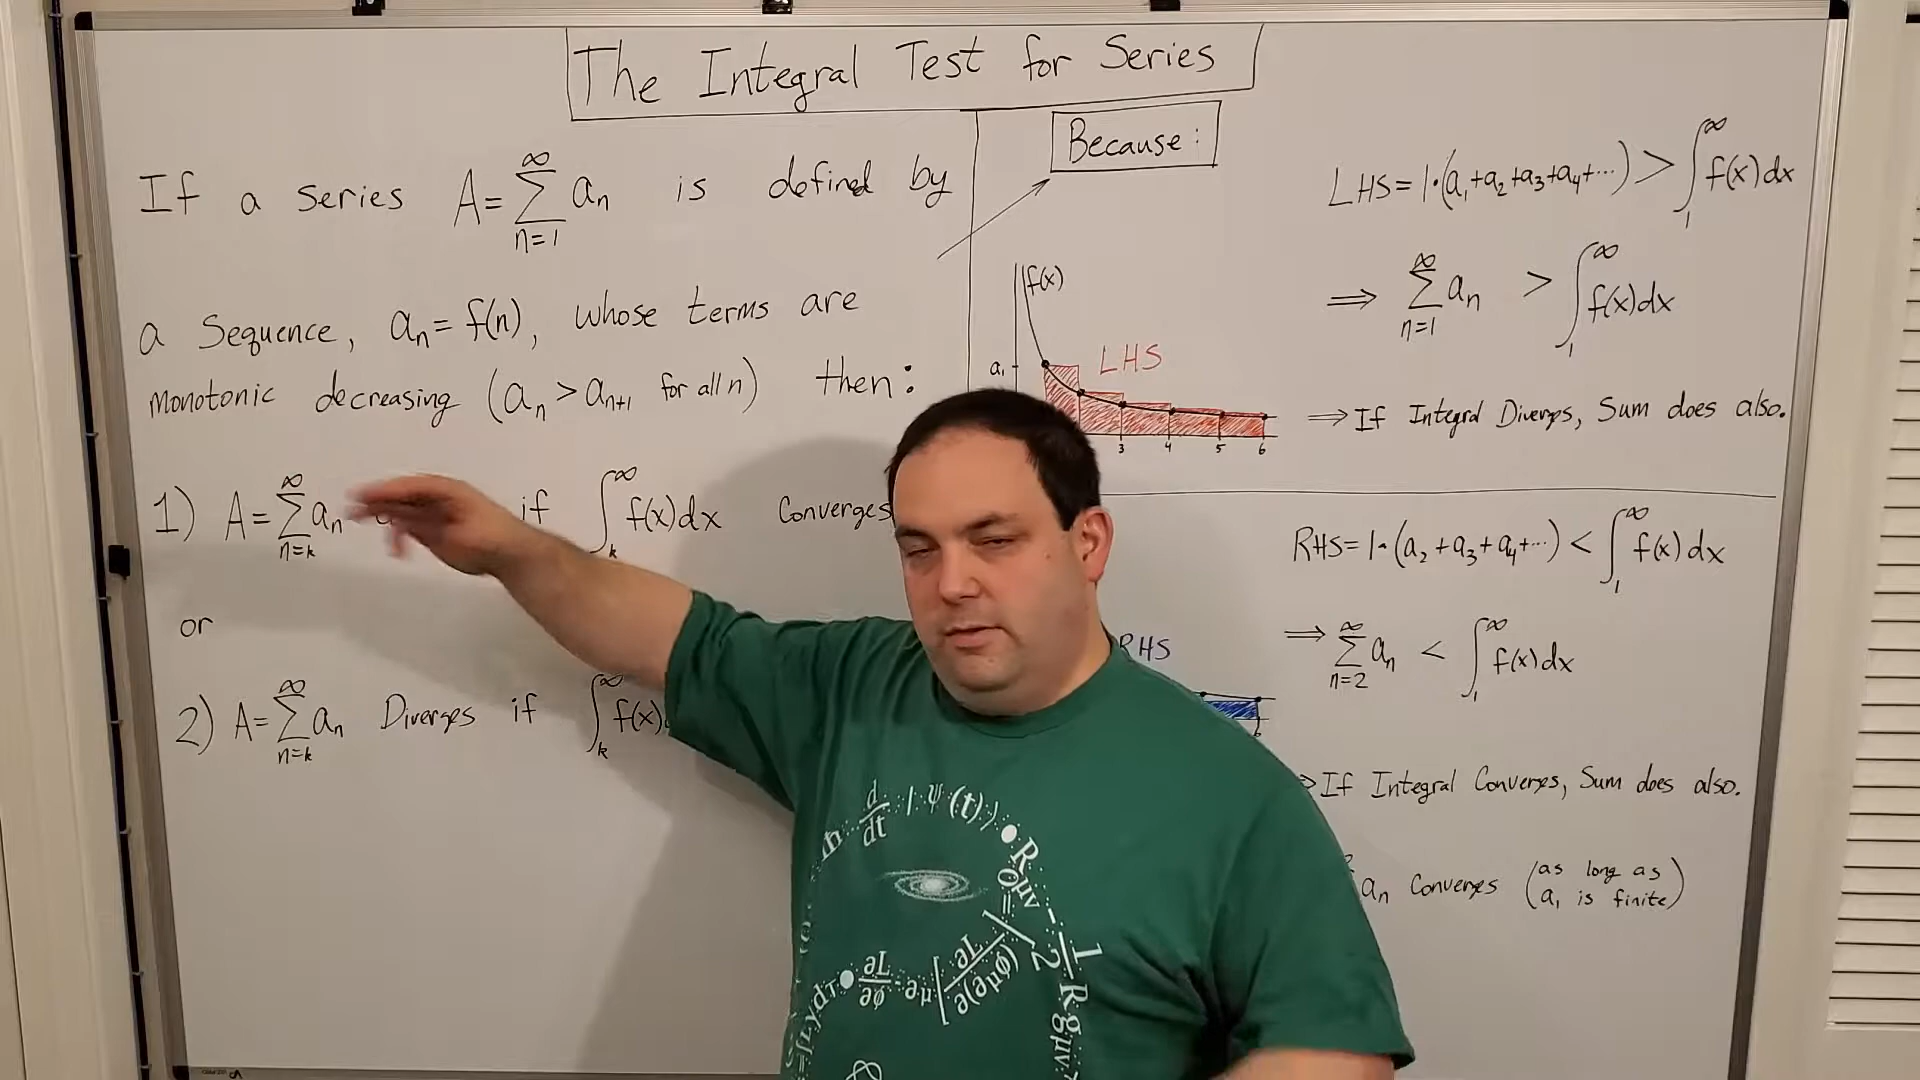 The Integral Test for Series
If a series A = ∑_{n=1}^{∞} a_n is defined by
a Sequence, a_n = f(n), whose terms are
monotonic decreasing (a_n > a_{n+1} for all n) then:
1) A = ∑_{n=k}^{∞} a_n if ∫_k^∞ f(x)dx Converges
or
2) A = ∑_{n=k}^{∞} a_n Diverges if ∫_k^∞ f(x)
Because:
LHS = 1·(a_1+a_2+a_3+a_4+···) > ∫_1^∞ f(x)dx
⟹ ∑_{n=1}^{∞} a_n > ∫_1^∞ f(x)dx
f(x)
a_1
LHS
3 4 5 6
⟹ If Integral Diverges, Sum does also.
RHS = 1·(a_2+a_3+a_4+···) < ∫_1^∞ f(x)dx
⟹ ∑_{n=2}^{∞} a_n < ∫_1^∞ f(x)dx
RHS
⟹ If Integral Converges, Sum does also.
a_n Converges (as long as
a_1 is finite)
d/dt |ψ(t)⟩